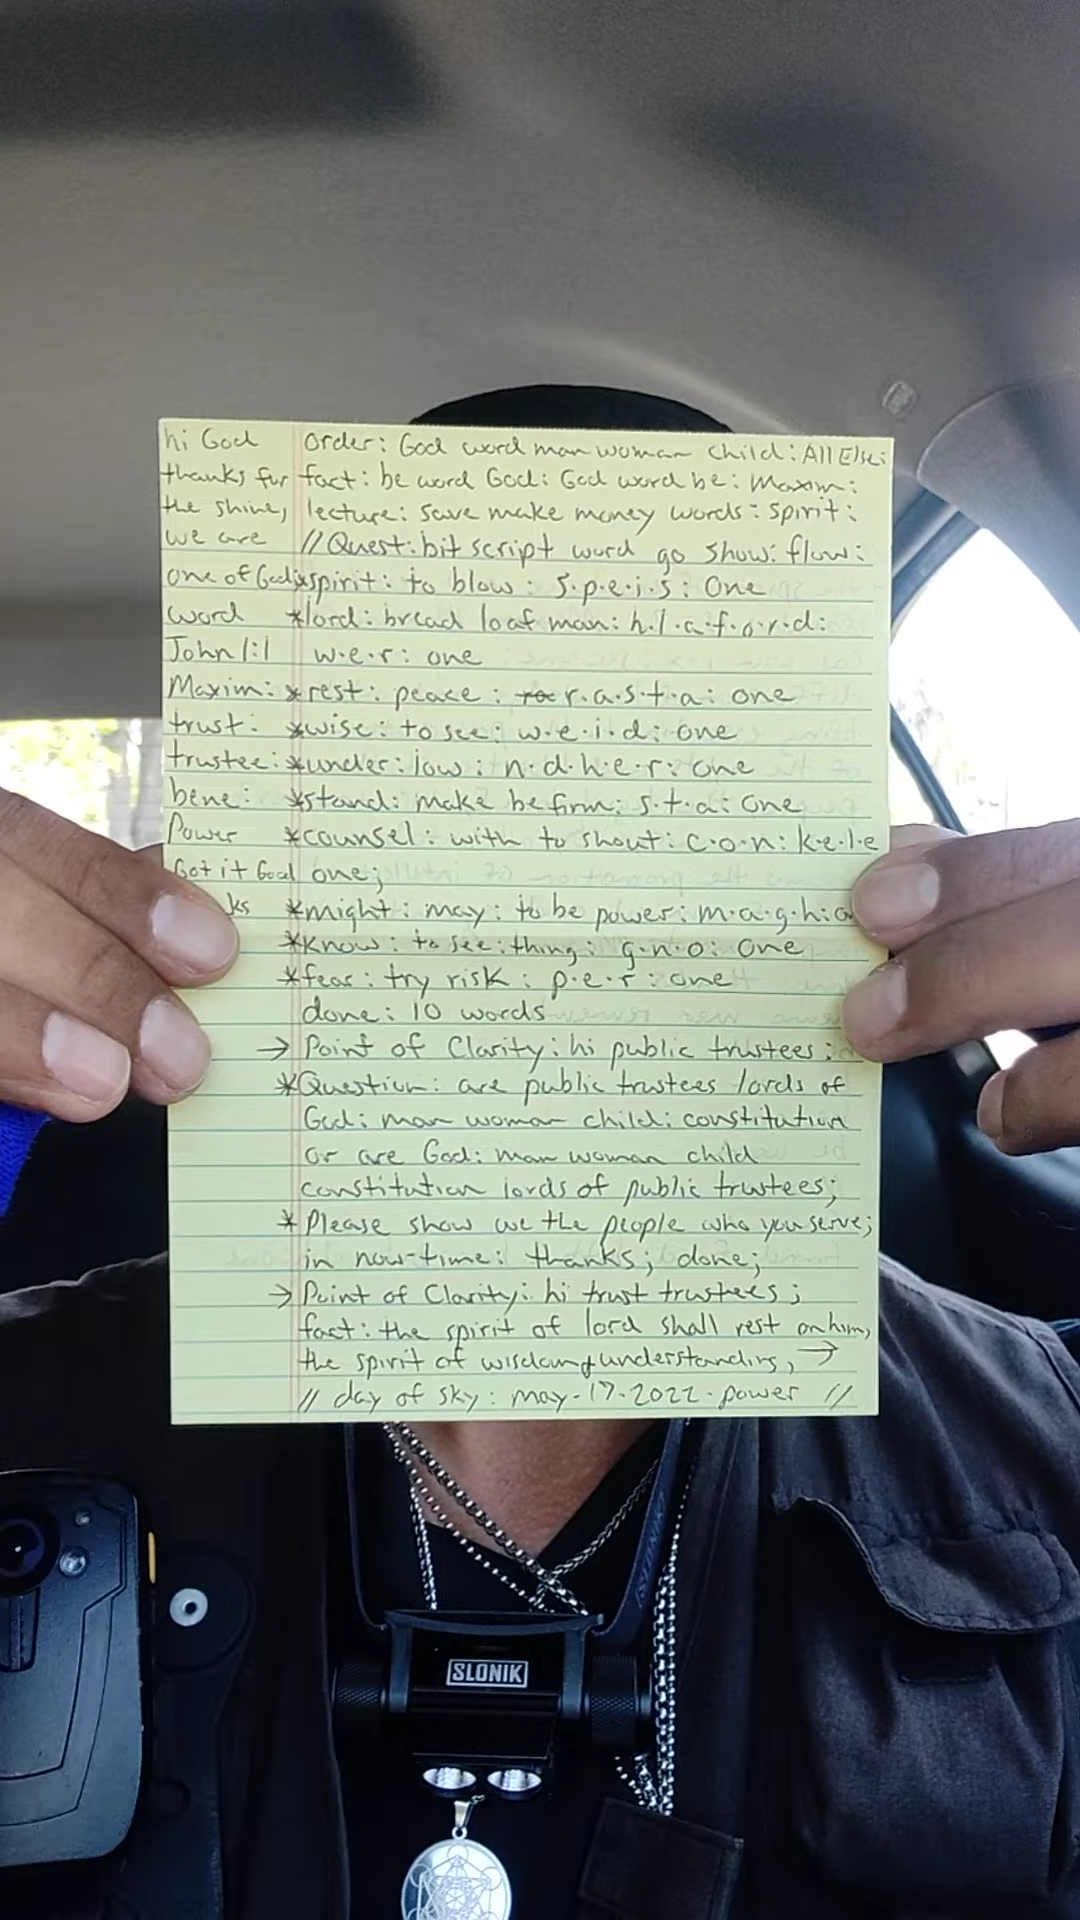 hi God Order: God word man woman child: All Else:
thanks fur fact: be word God: God word be: Maxim:
the shine, lecture: save make money words: spirit:
we are //Quest: bit script word go show: flow:
one of God: *spirit: to blow: s.p.e.i.s: One
word *lord: bread loaf man: h.l.a.f.o.r.d:
John 1:1 w.e.r: one
Maxim: *rest: peace: r.a.s.t.a: one
trust: *wise: to see: w.e.i.d: one
trustee: *under: low: n.d.h.e.r: one
bene: *stand: make be firm: s.t.a: One
Power *counsel: with to shout: c.o.n: k.e.l.e
Got it God one;
ks *might: may: to be power: m.a.g.h:a
*know: to see: thing: g.n.o: One
*fear: try risk: p.e.r: one
done: 10 words
→ Point of Clarity: hi public trustees:
*Question: are public trustees lords of
God: man woman child: constitution
or are God: man woman child
constitution lords of public trustees;
*Please show we the people who you serve;
in now-time: thanks; done;
→ Point of Clarity: hi trust trustees;
fact: the spirit of lord shall rest on him,
the spirit of wisdom & understanding, →
// day of sky: may-17-2022-power //
SLONIK